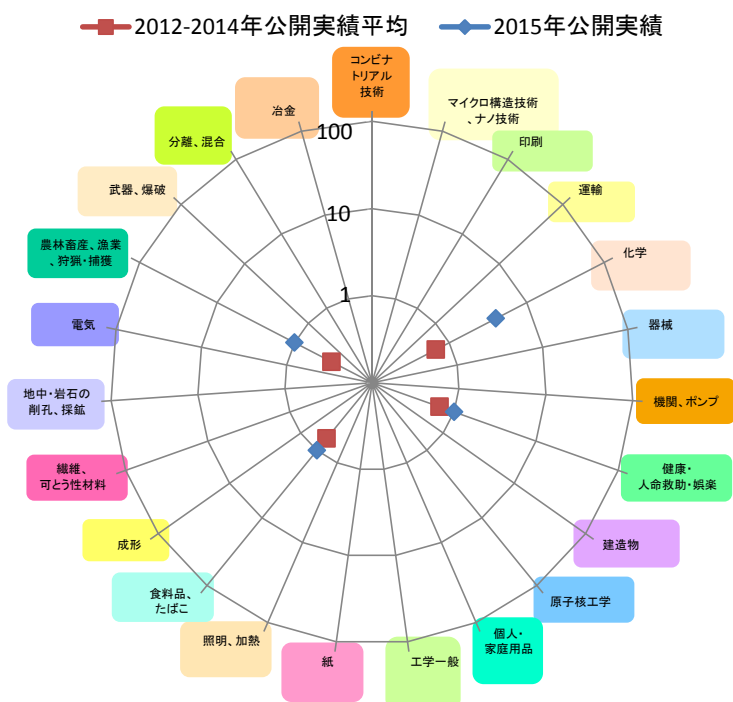 2012-2014年公開実績平均
2015年公開実績
コンビナ
トリアル
技術
マイクロ構造技術
、ナノ技術
印刷
運輸
化学
器械
機関、ポンプ
健康・
人命救助・娯楽
建造物
原子核工学
個人・
家庭用品
工学一般
紙
照明、加熱
食料品、
たばこ
成形
繊維、
可とう性材料
地中・岩石の
削孔、採鉱
電気
農林畜産、漁業
、狩猟・捕獲
武器、爆破
分離、混合
冶金
100
10
1